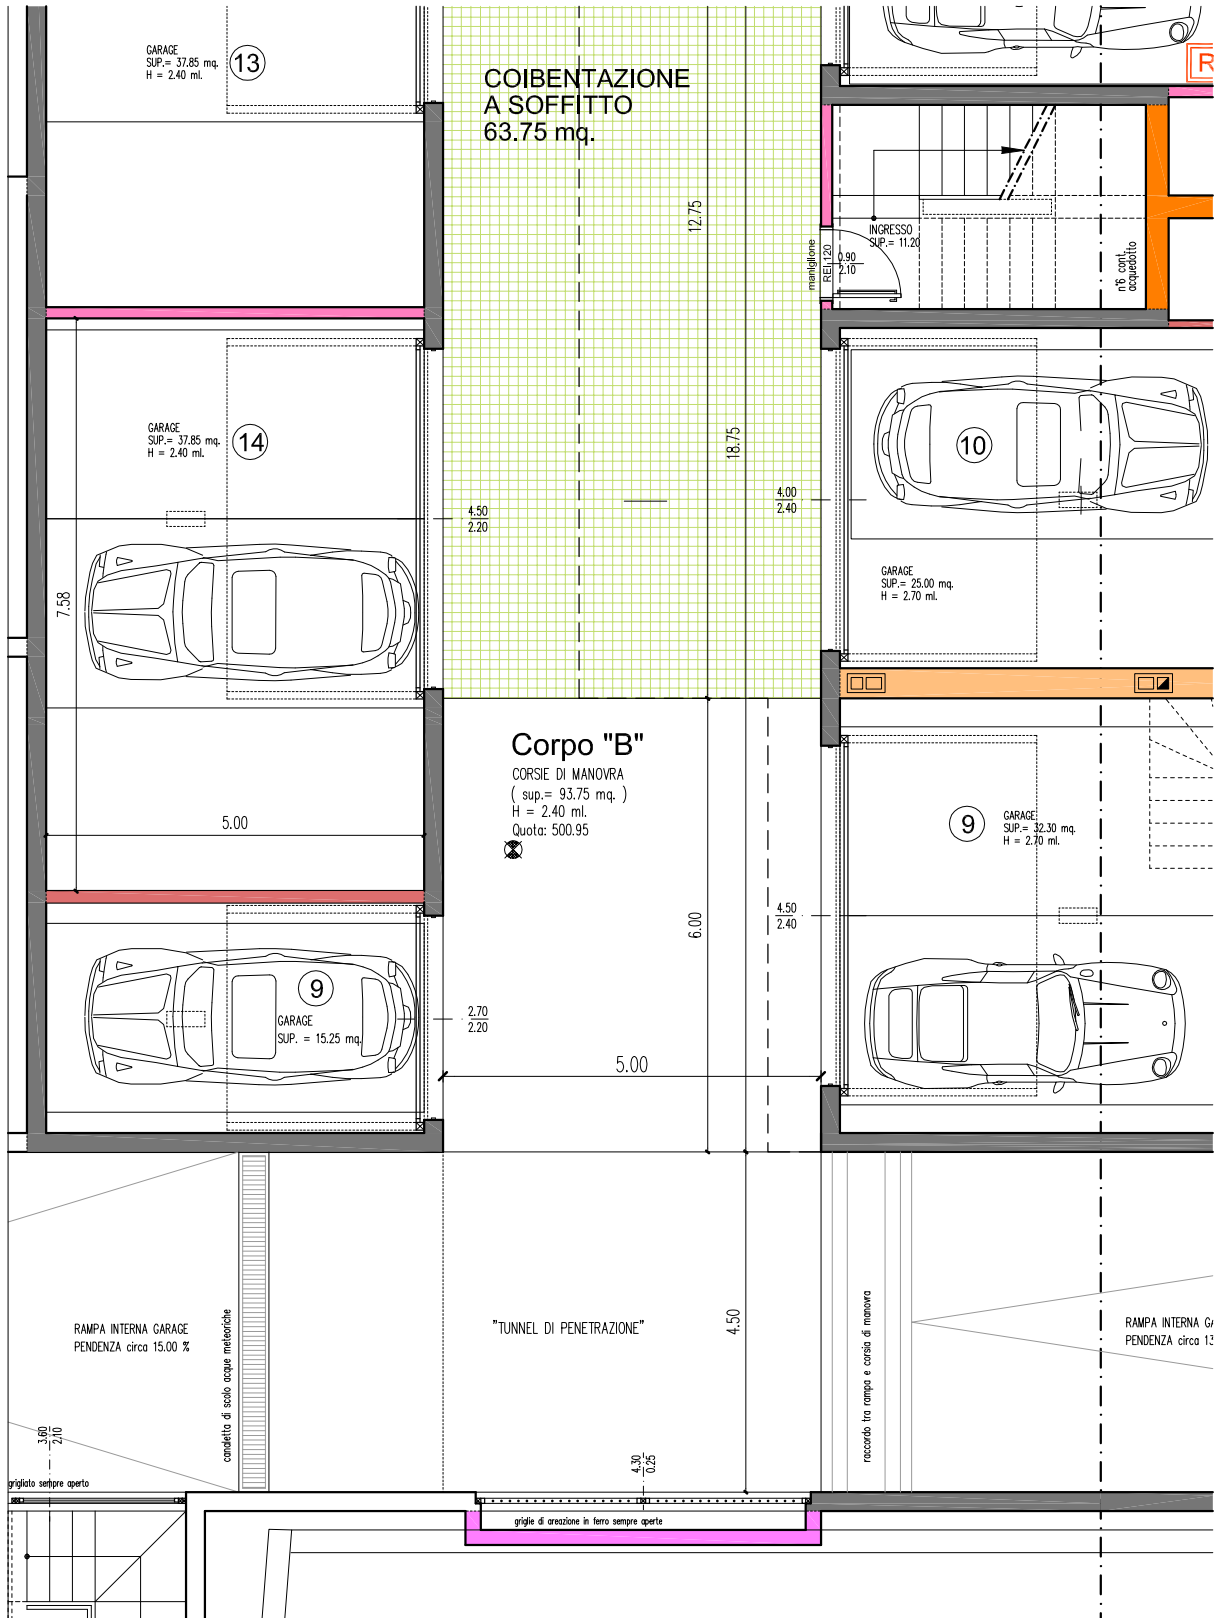 GARAGE
SUP.= 37.85 mq.
H = 2.40 ml.
13
COIBENTAZIONE
A SOFFITTO
63.75 mq.
R
12.75
INGRESSO
SUP.= 11.20
maniglione
REI 120
0.90
2.10
n°6 cont.
acquedotto
GARAGE
SUP.= 37.85 mq.
H = 2.40 ml.
14
18.75
10
4.50
2.20
4.00
2.40
GARAGE
SUP.= 25.00 mq.
H = 2.70 ml.
7.58
Corpo "B"
CORSIE DI MANOVRA
( sup.= 93.75 mq. )
H = 2.40 ml.
Quota: 500.95
5.00
9
GARAGE
SUP.= 32.30 mq.
H = 2.70 ml.
6.00
4.50
2.40
9
GARAGE
SUP. = 15.25 mq.
2.70
2.20
5.00
RAMPA INTERNA GARAGE
PENDENZA circa 15.00 %
canaletta di scolo acque meteoriche
"TUNNEL DI PENETRAZIONE"
4.50
raccordo tra rampa e corsia di manovra
RAMPA INTERNA GA
PENDENZA circa 13
3.60
2.10
grigliato sempre aperto
4.30
0.25
griglie di areazione in ferro sempre aperte